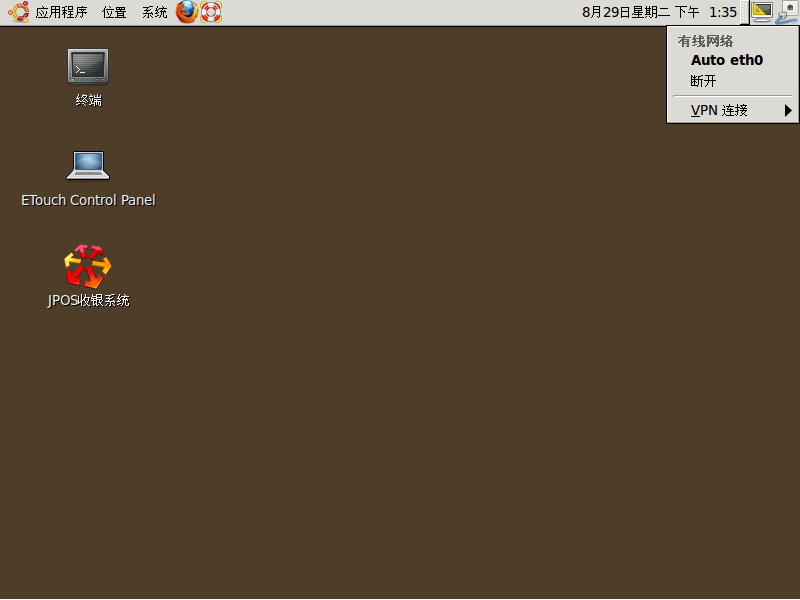 应用程序 位置 系统 8月29日星期二 下午 1:35
有线网络
Auto eth0
断开
VPN 连接
终端
ETouch Control Panel
JPOS收银系统